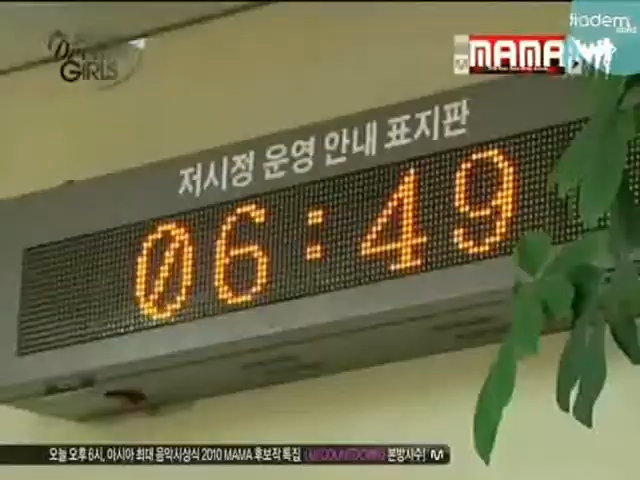 GIRLS
MAMA
diadem
저시정 운영 안내 표지판
06:49
오늘 오후 6시, 아시아 최대 음악시상식 2010 MAMA 후보작 특집 M COUNTDOWN 본방사수! M